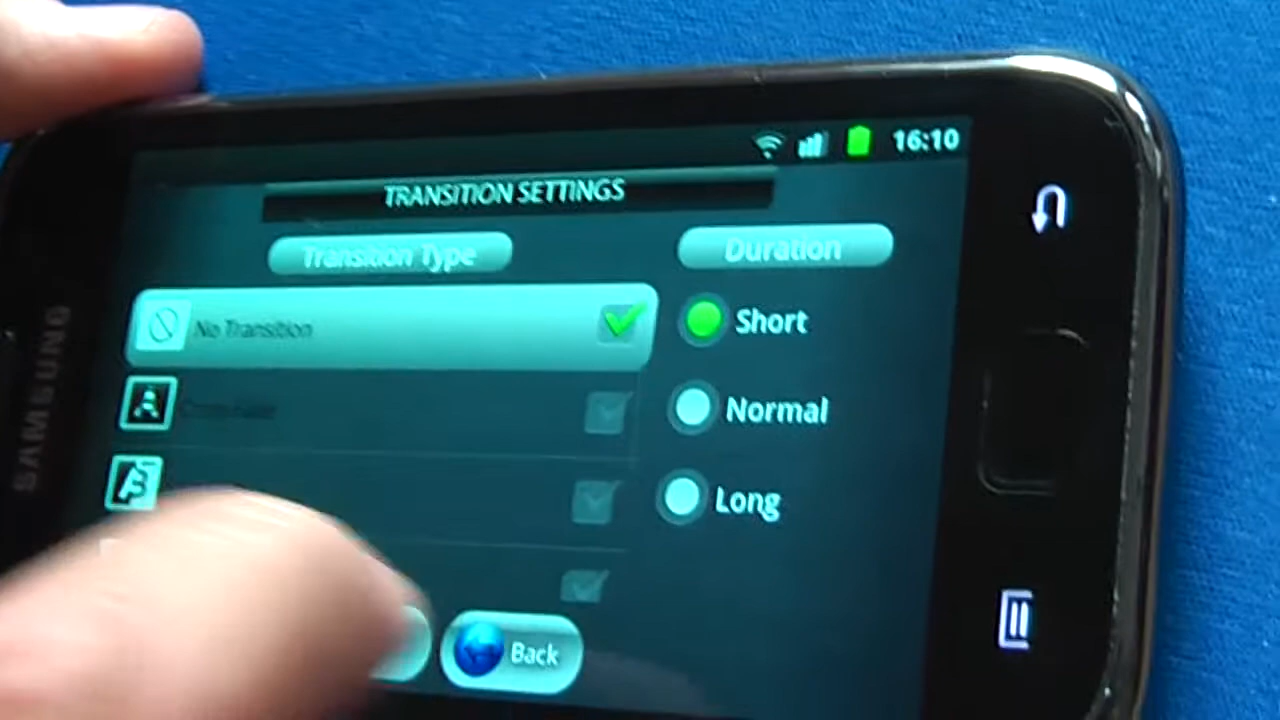 16:10
TRANSITION SETTINGS
Transition Type
Duration
No Transition
Short
Normal
Long
Back
SAMSUNG